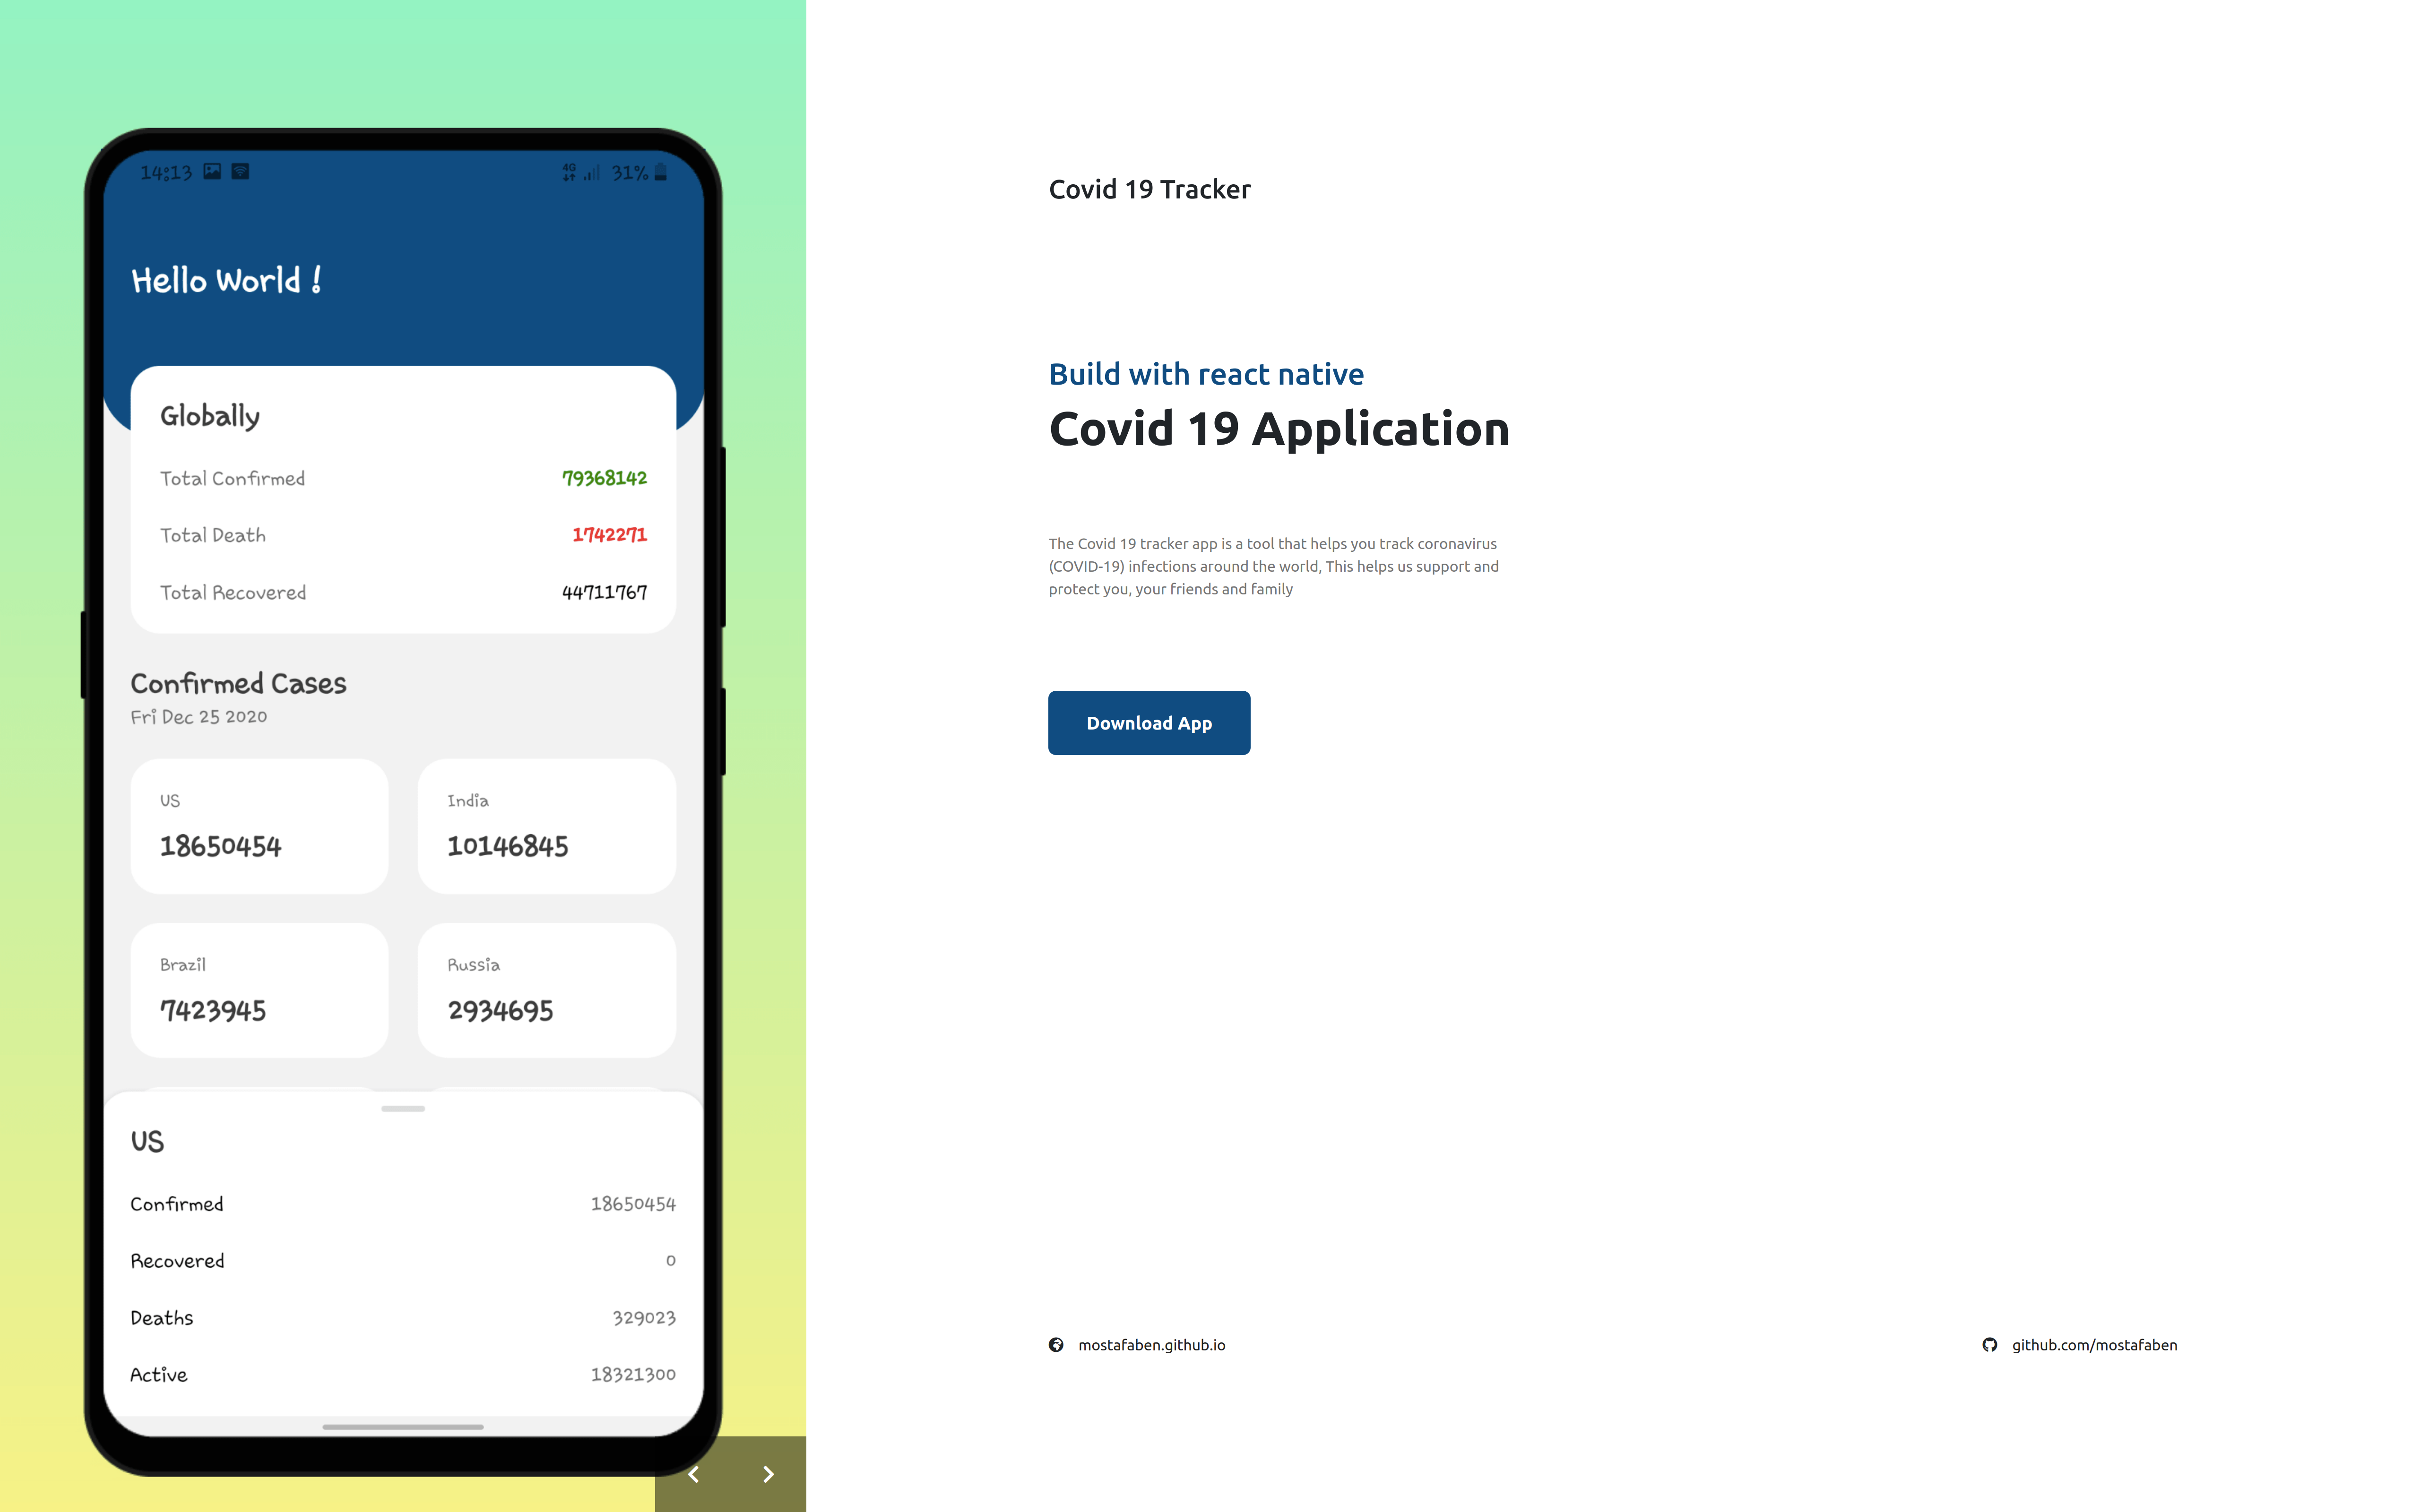 14:13
4G 31%
Hello World !
Globally
Total Confirmed 79368142
Total Death 1742271
Total Recovered 44711767
Confirmed Cases
Fri Dec 25 2020
US
18650454
India
10146845
Brazil
7423945
Russia
2934695
US
Confirmed 18650454
Recovered 0
Deaths 329023
Active 18321300
Covid 19 Tracker
Build with react native
Covid 19 Application
The Covid 19 tracker app is a tool that helps you track coronavirus
(COVID-19) infections around the world, This helps us support and
protect you, your friends and family
Download App
mostafaben.github.io
github.com/mostafaben